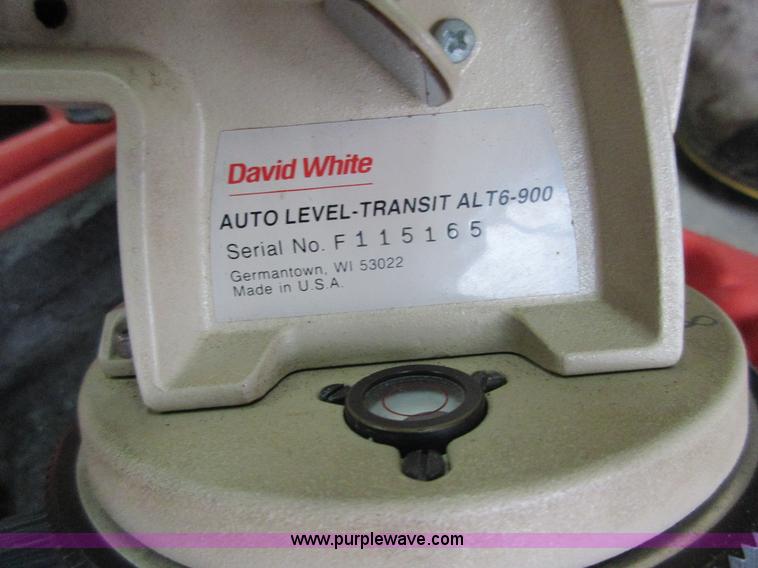 David White
AUTO LEVEL-TRANSIT ALT6-900
Serial No. F 1 1 5 1 6 5
Germantown, WI 53022
Made in U.S.A.
8
www.purplewave.com